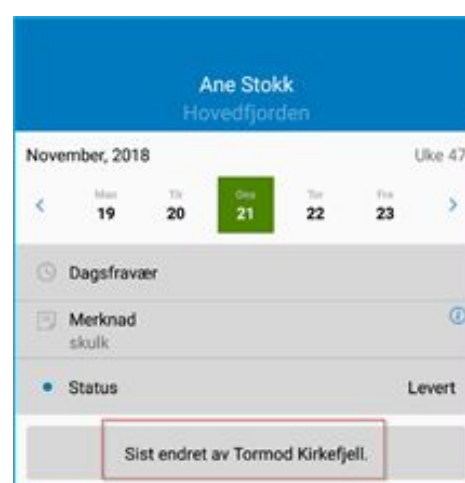 Ane Stokk
Hovedfjorden
November, 2018 Uke 47
Man Tir Ons Tor Fre
< 19 20 21 22 23 >
Dagsfravær
Merknad
skulk
Status Levert
Sist endret av Tormod Kirkefjell.